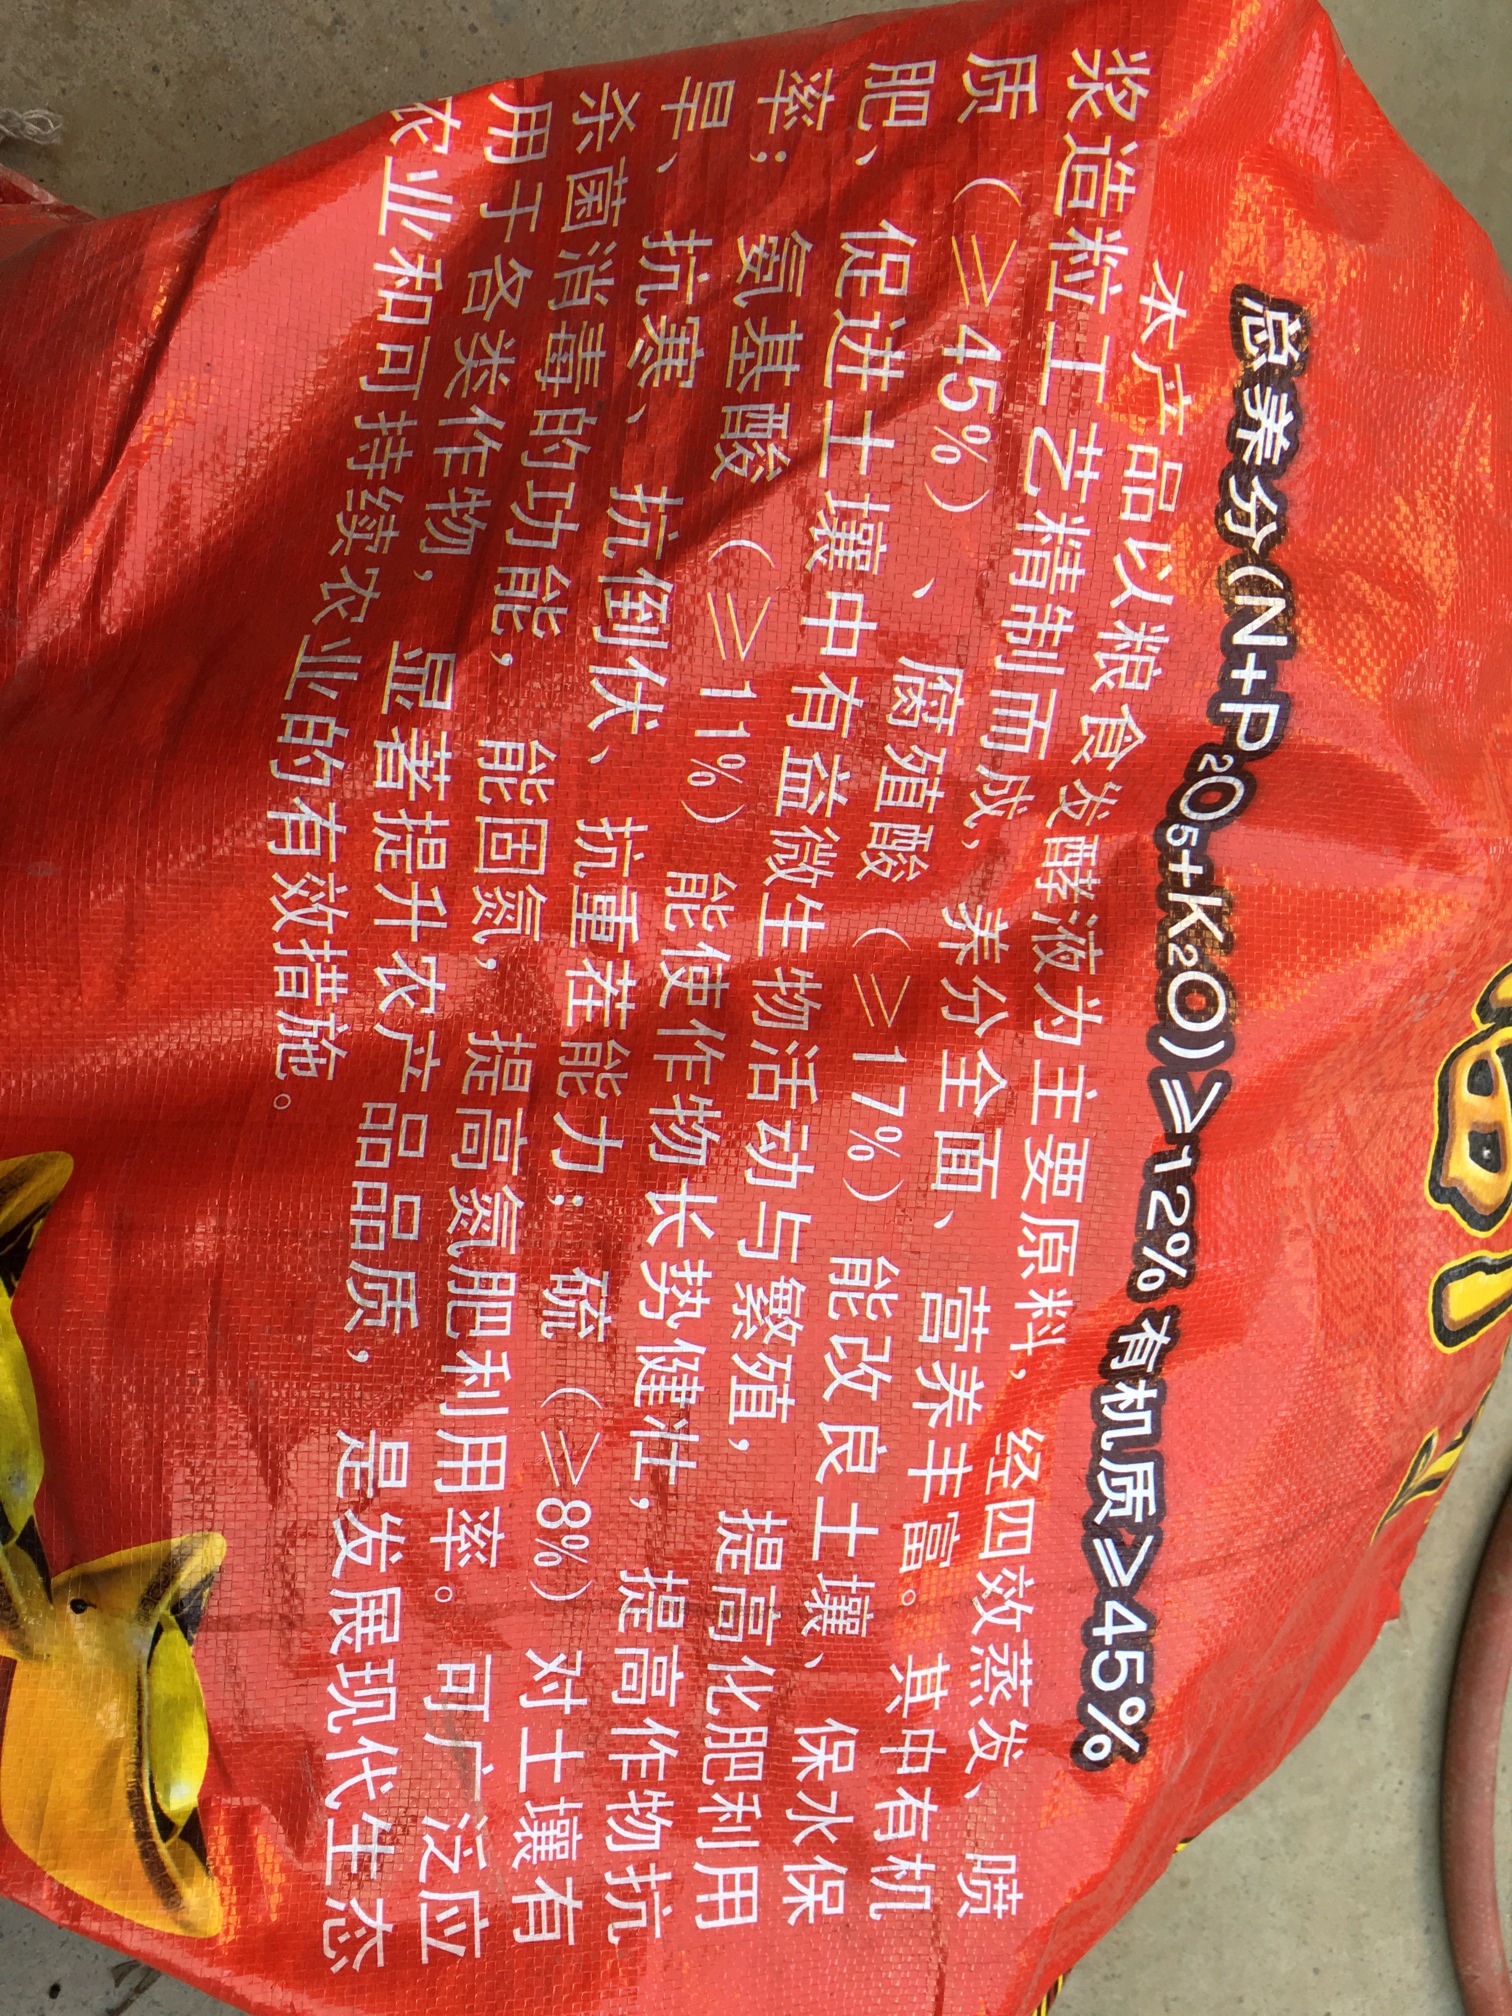 总养分(N+P₂O₅+K₂O)≥12% 有机质≥45%
本产品以粮食发酵液为主要原料，经四效蒸发、喷
浆造粒工艺精制而成，养分全面、营养丰富。其中有机
质（≥45%）、腐殖酸（≥17%）能改良土壤、保水保
肥、促进土壤中有益微生物活动与繁殖，提高化肥利用
率；氨基酸（≥11%）能使作物长势健壮，提高作物抗
旱、抗寒、抗倒伏、抗重茬能力；硫（≥8%）对土壤有
杀菌消毒的功能，能固氮，提高氮肥利用率。可广泛应
用于各类作物，显著提升农产品品质，是发展现代生态
农业和可持续农业的有效措施。